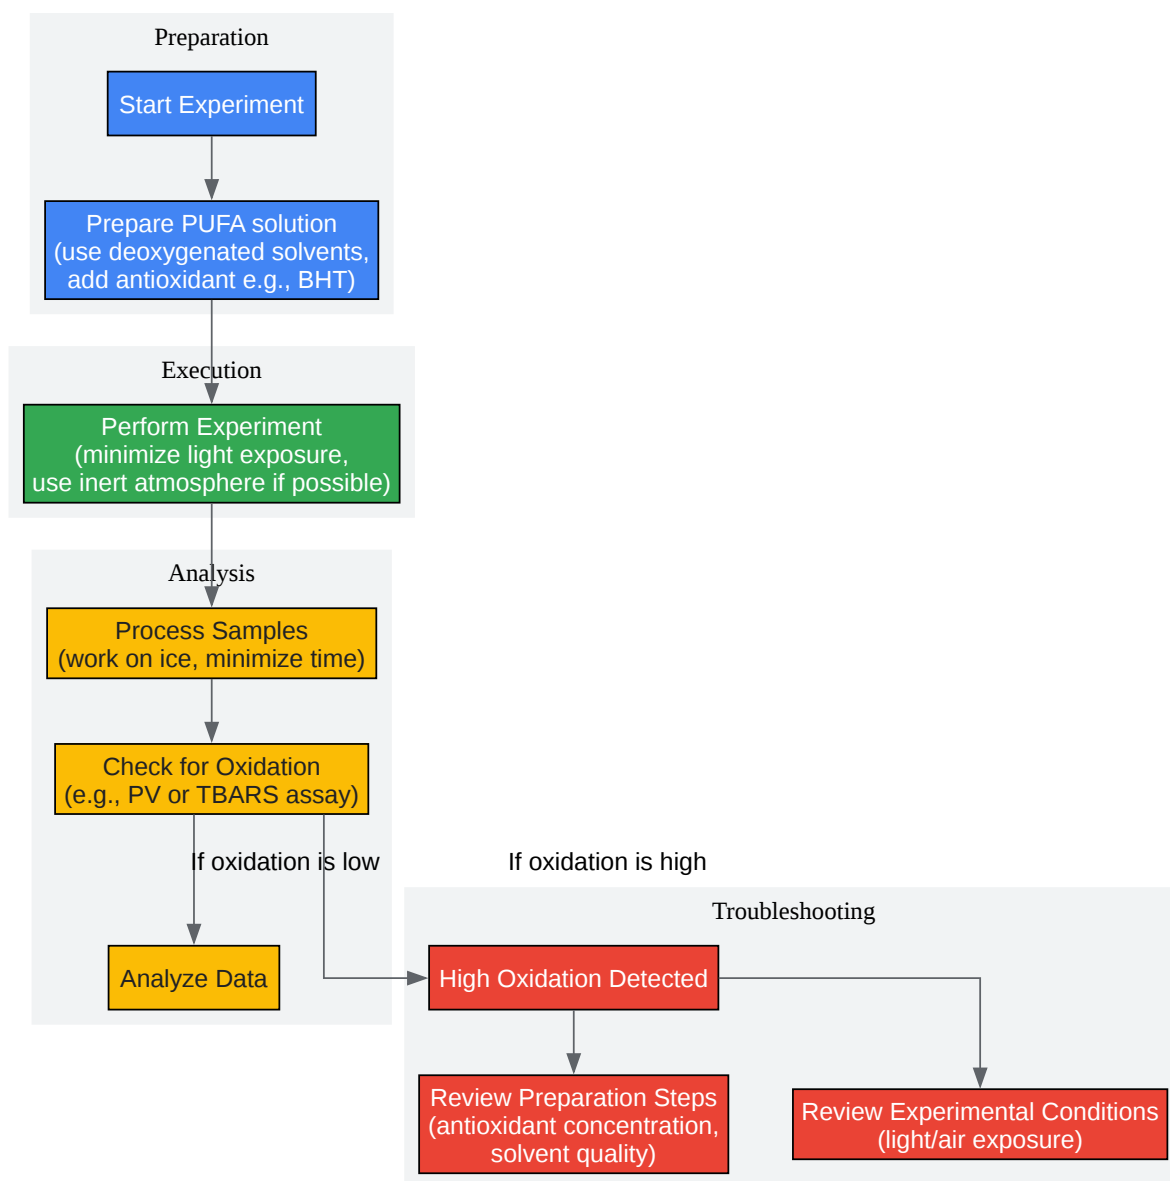 Preparation
Start Experiment
Prepare PUFA solution
(use deoxygenated solvents,
add antioxidant e.g., BHT)
Execution
Perform Experiment
(minimize light exposure,
use inert atmosphere if possible)
Analysis
Process Samples
(work on ice, minimize time)
Check for Oxidation
(e.g., PV or TBARS assay)
If oxidation is low
If oxidation is high
Troubleshooting
Analyze Data
High Oxidation Detected
Review Preparation Steps
(antioxidant concentration,
solvent quality)
Review Experimental Conditions
(light/air exposure)